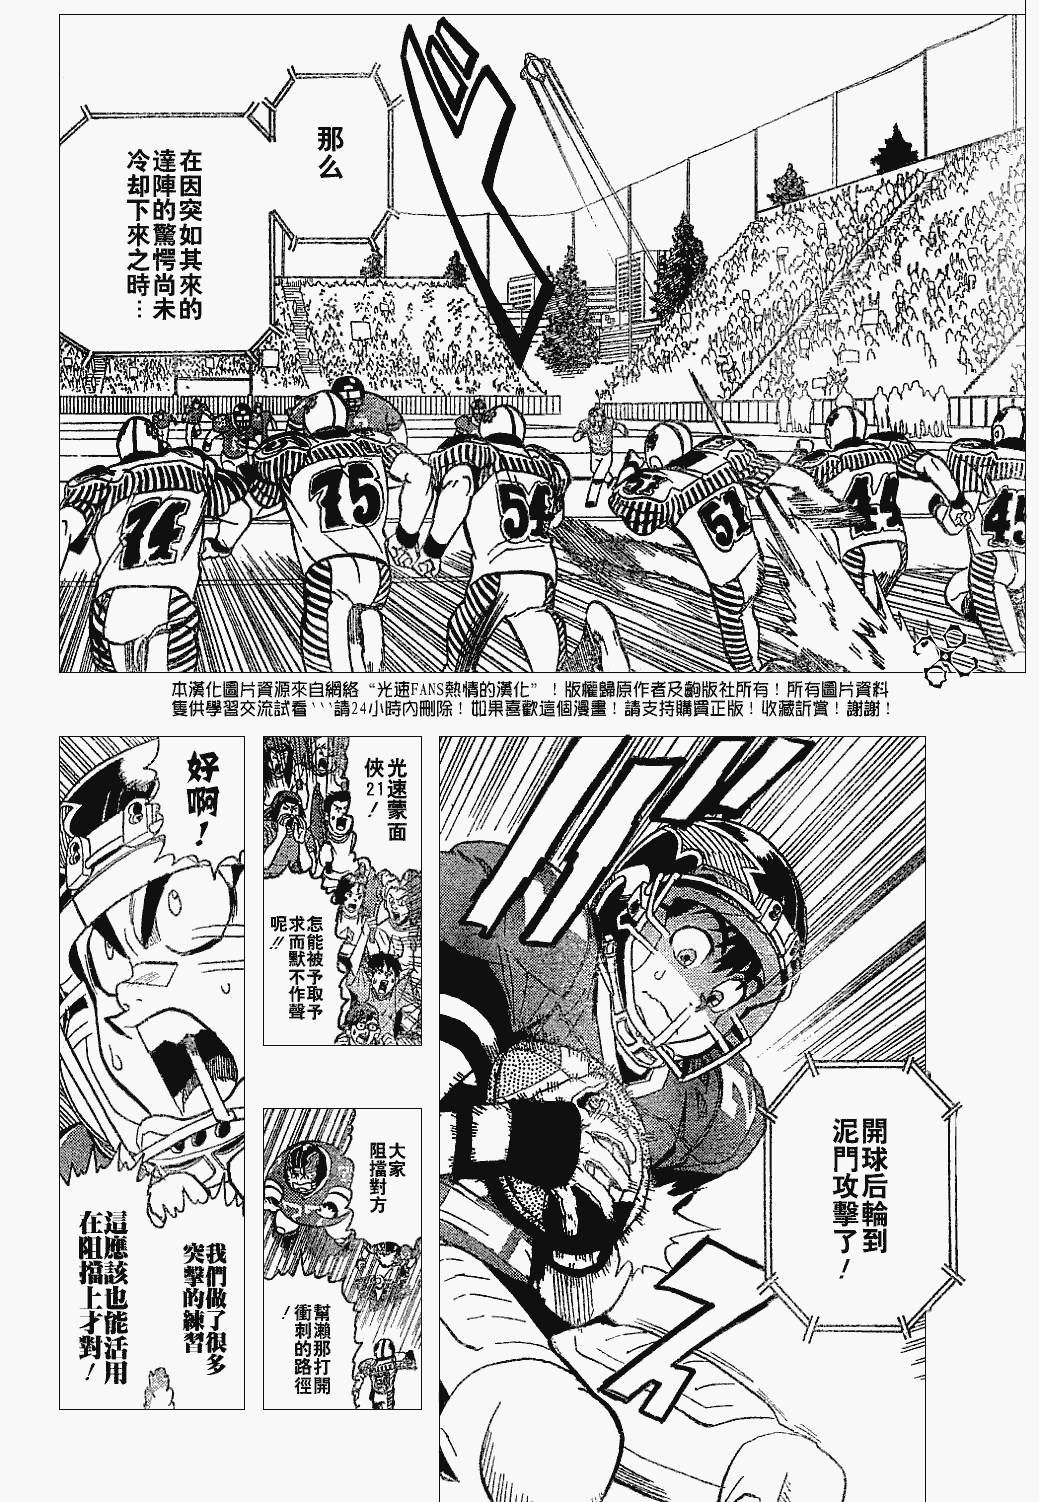 那么
在因突如其來的
達陣的驚愕尚未
冷却下來之時…
74
75
54
51
51
44
45
本漢化圖片資源來自網絡“光速FANS熱情的漢化”！版權歸原作者及齣版社所有！所有圖片資料
隻供學習交流試看```請24小時內刪除！如果喜歡這個漫畫！請支持購買正版！收藏訢賞！謝謝！
開球后輪到
泥門攻擊了！
光速蒙面
俠21！
怎能被予取予
求而默不作聲
呢！！
大家
阻擋對方
幫瀨那打開
衝刺的路徑
！
好啊！
我們做了很多
突擊的練習
這應該也能活用
在阻擋上才對！